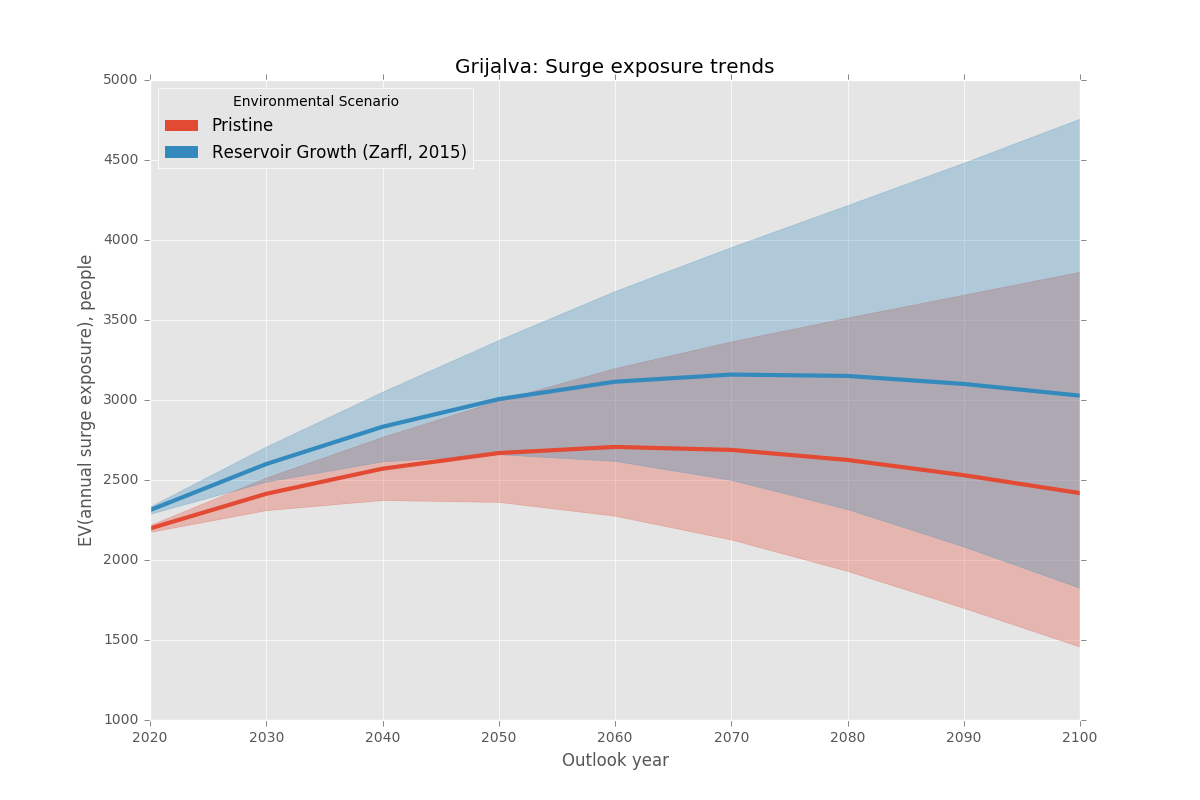 Grijalva: Surge exposure trends
Environmental Scenario
Pristine
Reservoir Growth (Zarfl, 2015)
EV(annual surge exposure), people
5000
4500
4000
3500
3000
2500
2000
1500
1000
2020 2030 2040 2050 2060 2070 2080 2090 2100
Outlook year